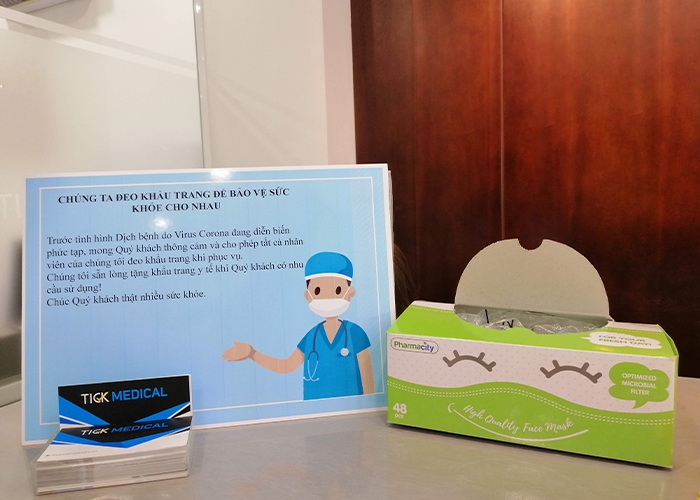 CHÚNG TA ĐEO KHẨU TRANG ĐỂ BẢO VỆ SỨC
KHỎE CHO NHAU
Trước tình hình Dịch bệnh do Virus Corona đang diễn biến
phức tạp, mong Quý khách thông cảm và cho phép tất cả nhân
viên của chúng tôi đeo khẩu trang khi phục vụ.
Chúng tôi sẵn lòng tặng khẩu trang y tế khi Quý khách có nhu
cầu sử dụng!
Chúc Quý khách thật nhiều sức khỏe.
TICK MEDICAL
TICK MEDICAL
Pharmacity
FOR YOUR
FRESH DAY!
OPTIMIZED
MICROBIAL
FILTER
48
pcs
High Quality Face Mask